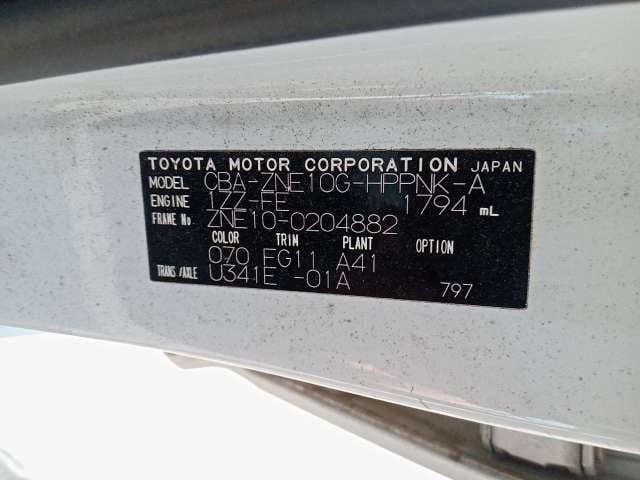 TOYOTA MOTOR CORPORATION JAPAN
MODEL CBA-ZNE10G-HPPNK-A
ENGINE 1ZZ-FE 1794 mL
FRAME No. ZNE10-0204882
COLOR TRIM PLANT OPTION
070 FG11 A41
TRANS/AXLE U341E -01A
797